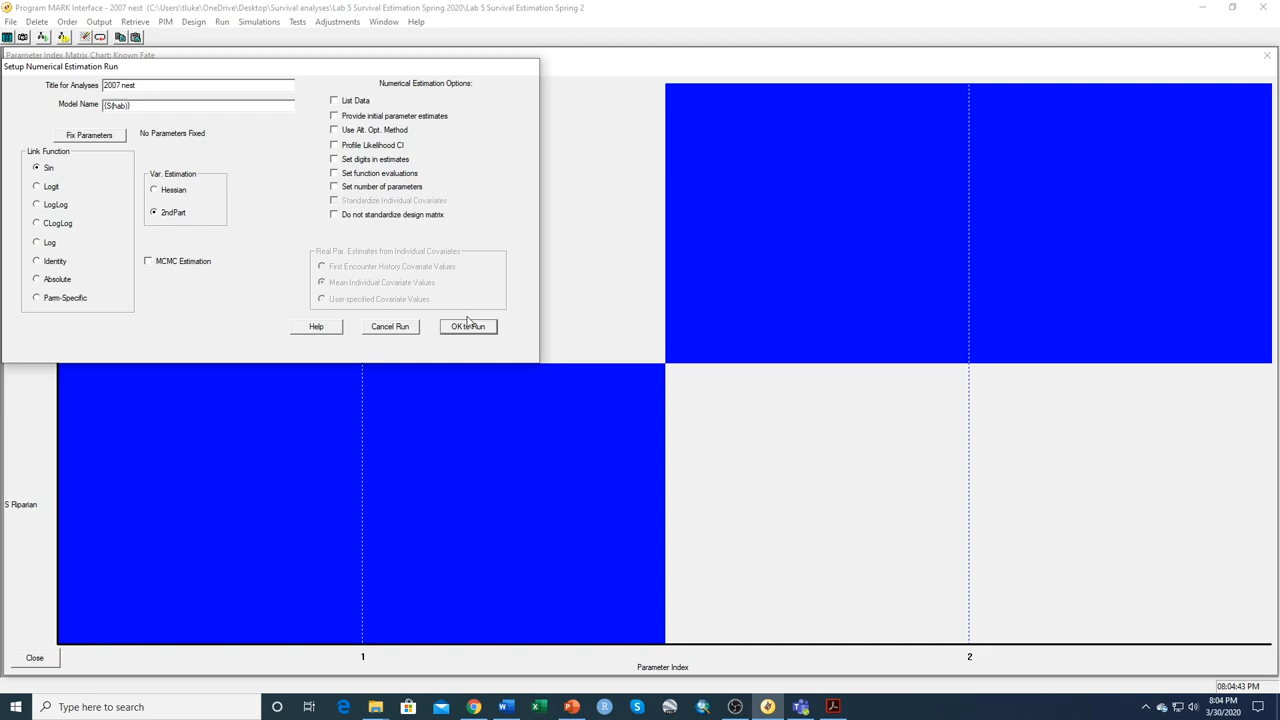 Program MARK Interface - 2007 nest (C:\Users\tluke\OneDrive\Desktop\Survival analyses\Lab 5 Survival Estimation Spring 2020\Lab 5 Survival Estimation Spring 2
File Delete Order Output Retrieve PIM Design Run Simulations Tests Adjustments Window Help
Parameter Index Matrix Chart: Known Fate
Setup Numerical Estimation Run
Title for Analyses 2007 nest
Model Name {S(hab)}
Fix Parameters No Parameters Fixed
Link Function
Sin
Logit
LogLog
CLogLog
Log
Identity
Absolute
Parm-Specific
Var. Estimation
Hessian
2ndPart
MCMC Estimation
Numerical Estimation Options:
List Data
Provide initial parameter estimates
Use Alt. Opt. Method
Profile Likelihood CI
Set digits in estimates
Set function evaluations
Set number of parameters
Standardize Individual Covariates
Do not standardize design matrix
Real Par. Estimates from Individual Covariates
First Encounter History Covariate Values
Mean Individual Covariate Values
User-specified Covariate Values
Help Cancel Run OK to Run
S Riparian
1 2
Close
Parameter Index
08:04:43 PM
Type here to search
8:04 PM
3/30/2020